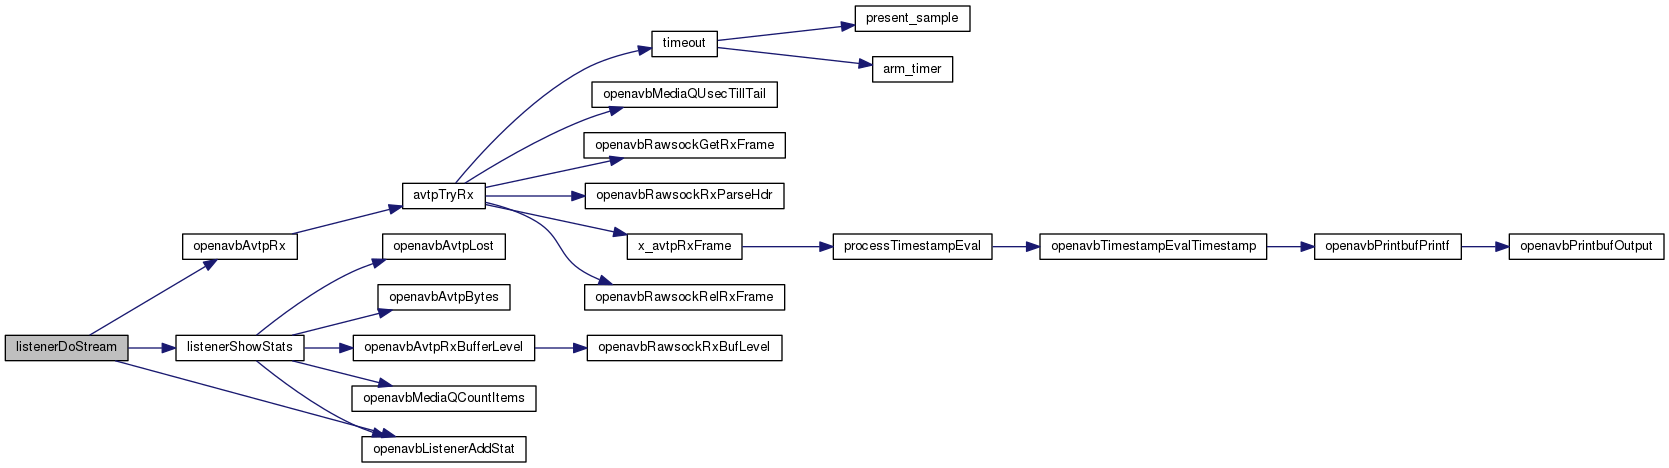 present_sample
timeout
arm_timer
openavbMediaQUsecTillTail
openavbRawsockGetRxFrame
avtpTryRx
openavbRawsockRxParseHdr
openavbAvtpRx
openavbAvtpLost
x_avtpRxFrame
processTimestampEval
openavbTimestampEvalTimestamp
openavbPrintbufPrintf
openavbPrintbufOutput
openavbAvtpBytes
openavbRawsockRelRxFrame
listenerDoStream
listenerShowStats
openavbAvtpRxBufferLevel
openavbRawsockRxBufLevel
openavbMediaQCountItems
openavbListenerAddStat